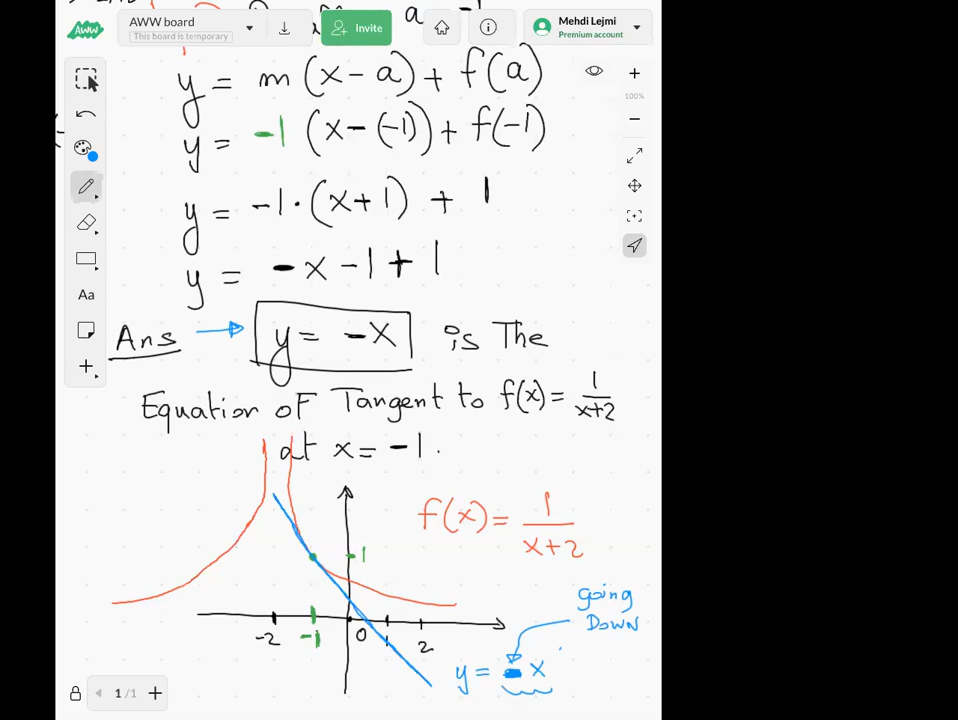 AWW board
This board is temporary
Invite
Mehdi Lejmi
Premium account
a -1
y = m (x - a) + f(a)
100%
y = -1 (x - (-1)) + f(-1)
y = -1 · (x + 1) + 1
y = -x - 1 + 1
Aa
Ans → y = -x is The
Equation OF Tangent to f(x) = 1/(x+2)
at x = -1.
f(x) = 1/(x+2)
1
going
DOWN
-2 -1 0 1 2
y = -x
1 / 1